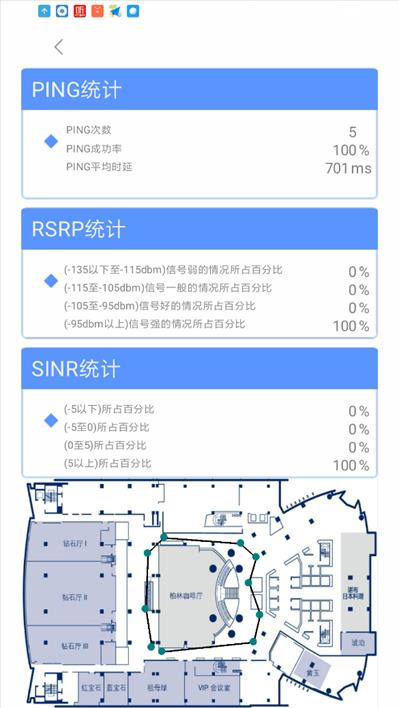 PING统计
PING次数 5
PING成功率 100%
PING平均时延 701ms
RSRP统计
(-135以下至-115dbm)信号弱的情况所占百分比 0%
(-115至-105dbm)信号一般的情况所占百分比 0%
(-105至-95dbm)信号好的情况所占百分比 0%
(-95dbm以上)信号强的情况所占百分比 100%
SINR统计
(-5以下)所占百分比 0%
(-5至0)所占百分比 0%
(0至5)所占百分比 0%
(5以上)所占百分比 100%
钻石厅 I
钻石厅 II
钻石厅 III
柏林咖啡厅
日本料理
琥珀
黄玉
红宝石
蓝宝石
祖母绿
VIP 会议室